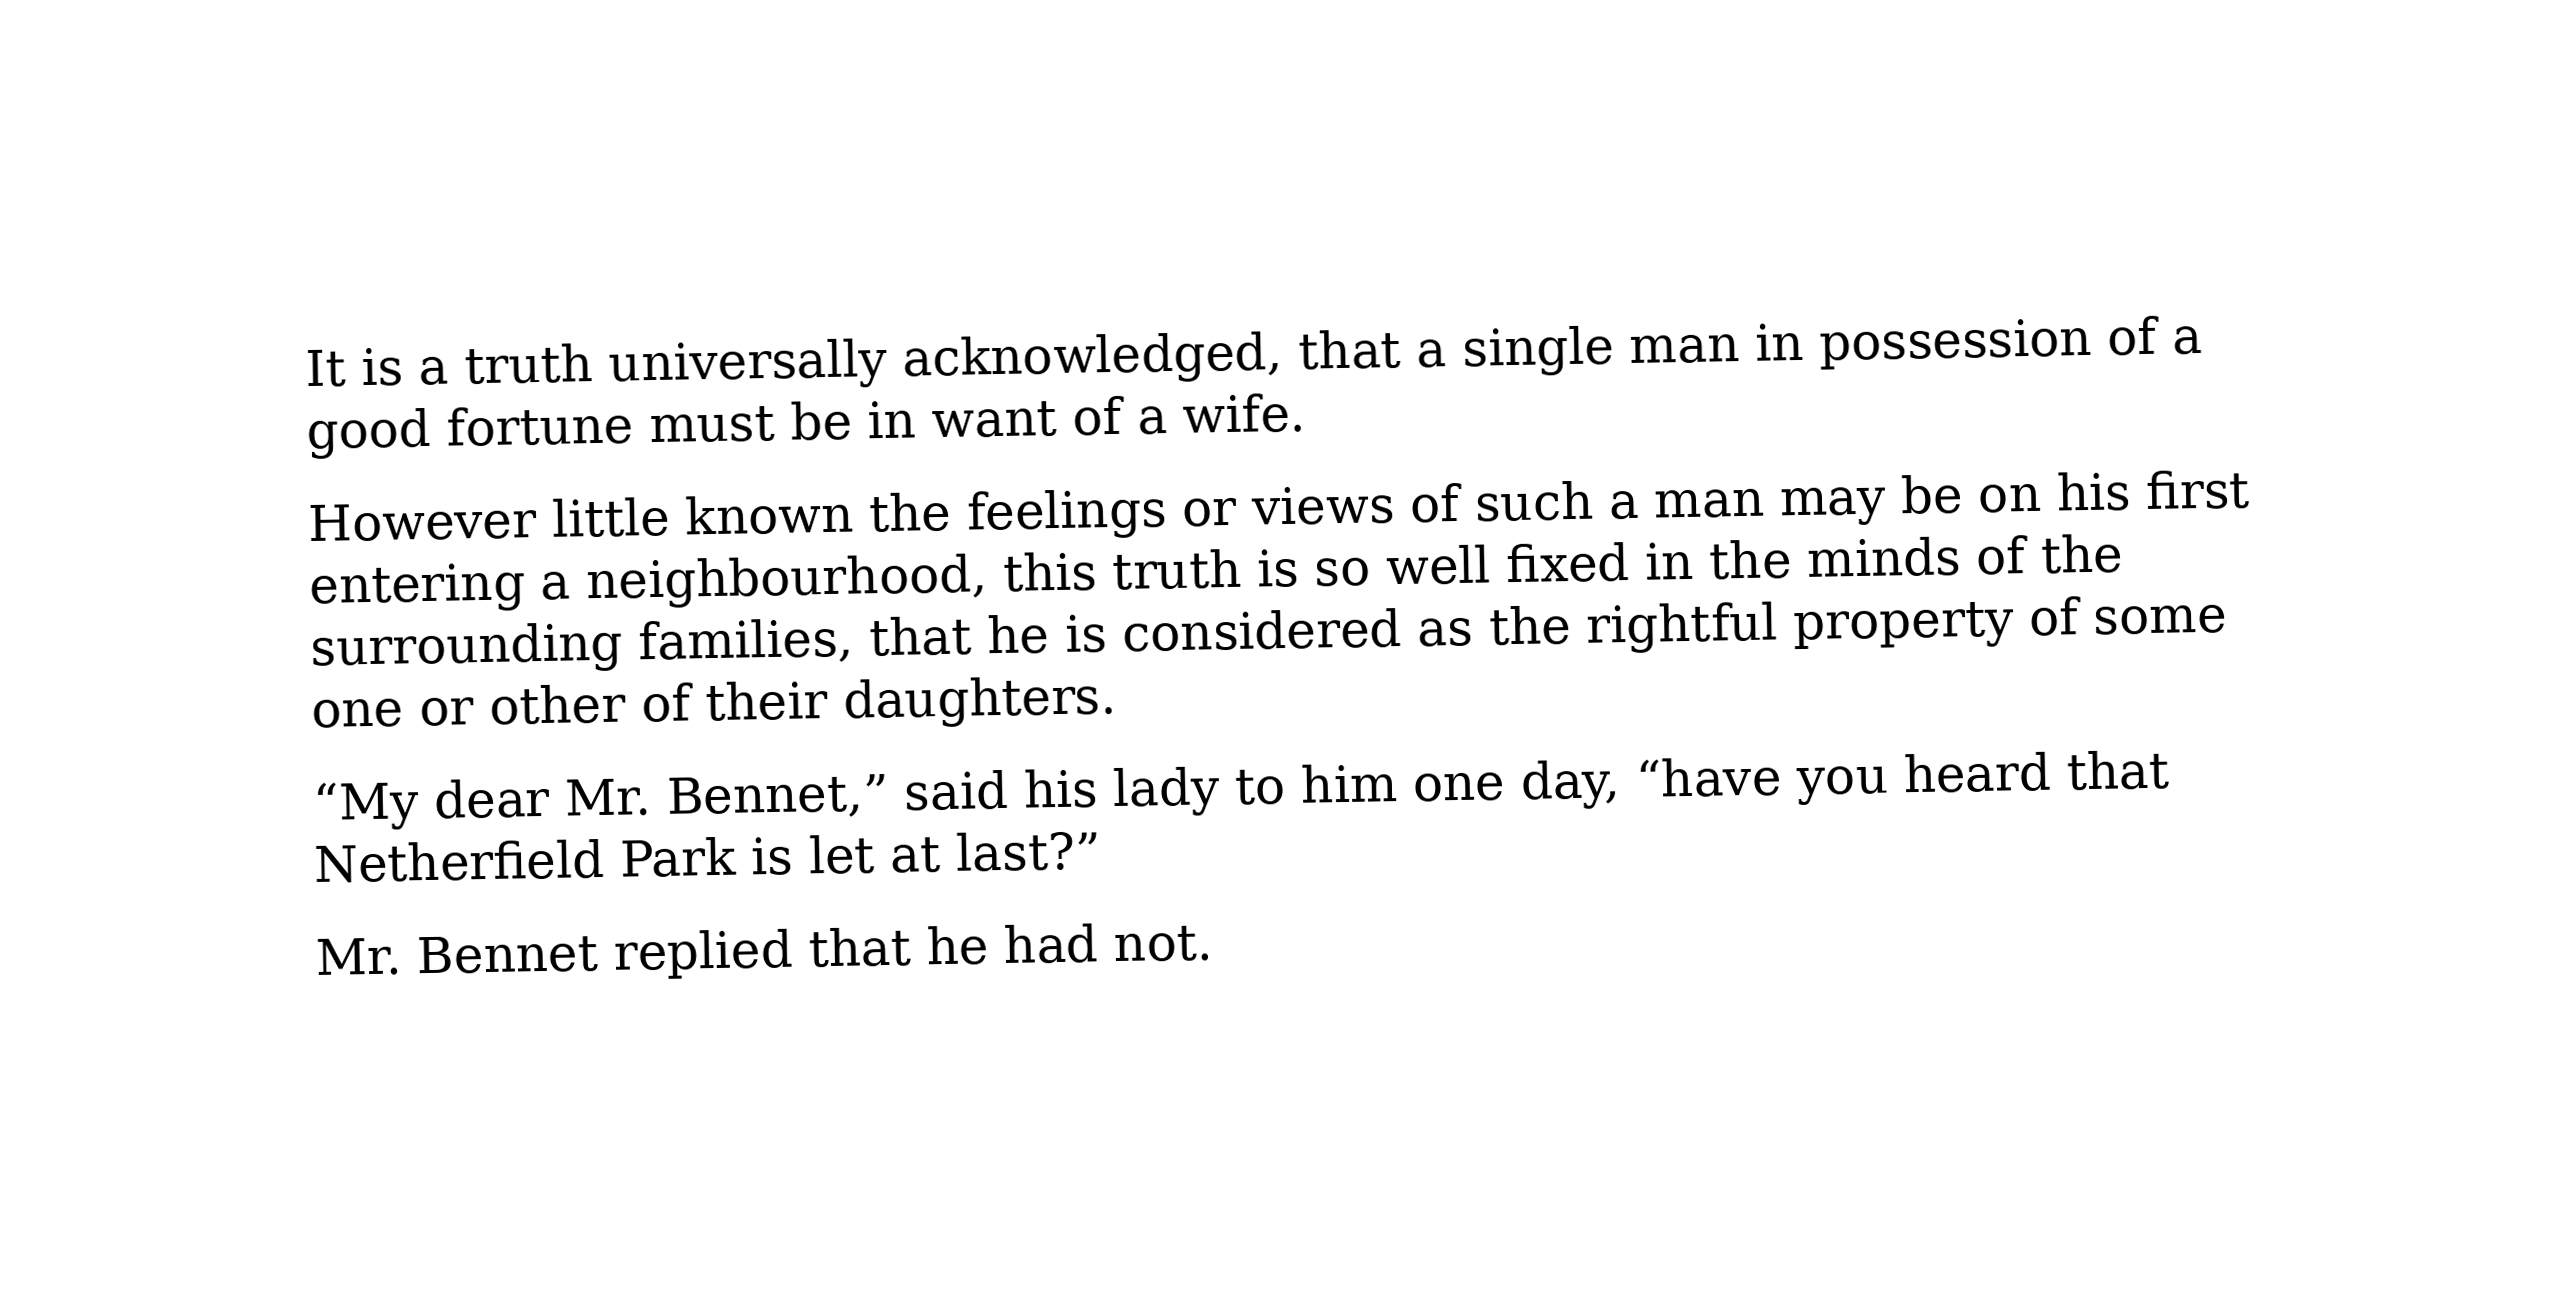 It is a truth universally acknowledged, that a single man in possession of a
good fortune must be in want of a wife.
However little known the feelings or views of such a man may be on his first
entering a neighbourhood, this truth is so well fixed in the minds of the
surrounding families, that he is considered as the rightful property of some
one or other of their daughters.
“My dear Mr. Bennet,” said his lady to him one day, “have you heard that
Netherfield Park is let at last?”
Mr. Bennet replied that he had not.